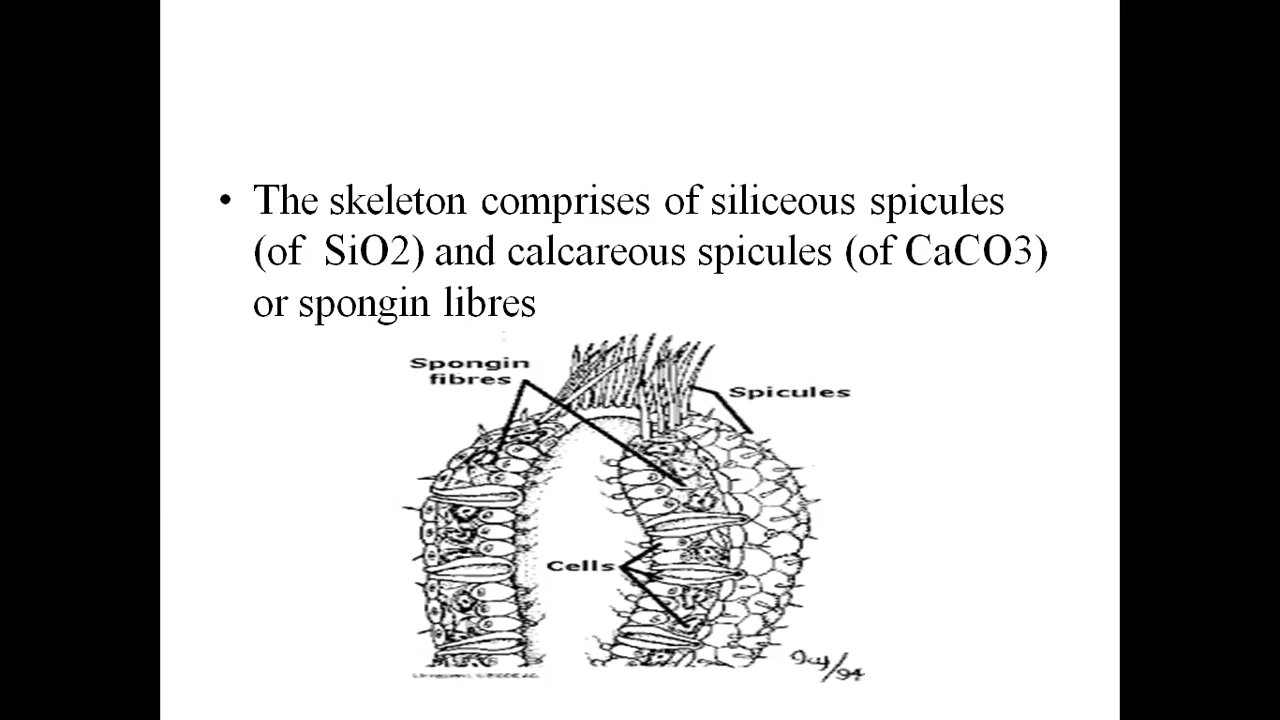 • The skeleton comprises of siliceous spicules
(of SiO2) and calcareous spicules (of CaCO3)
or spongin libres
Spongin
fibres
Spicules
Cells